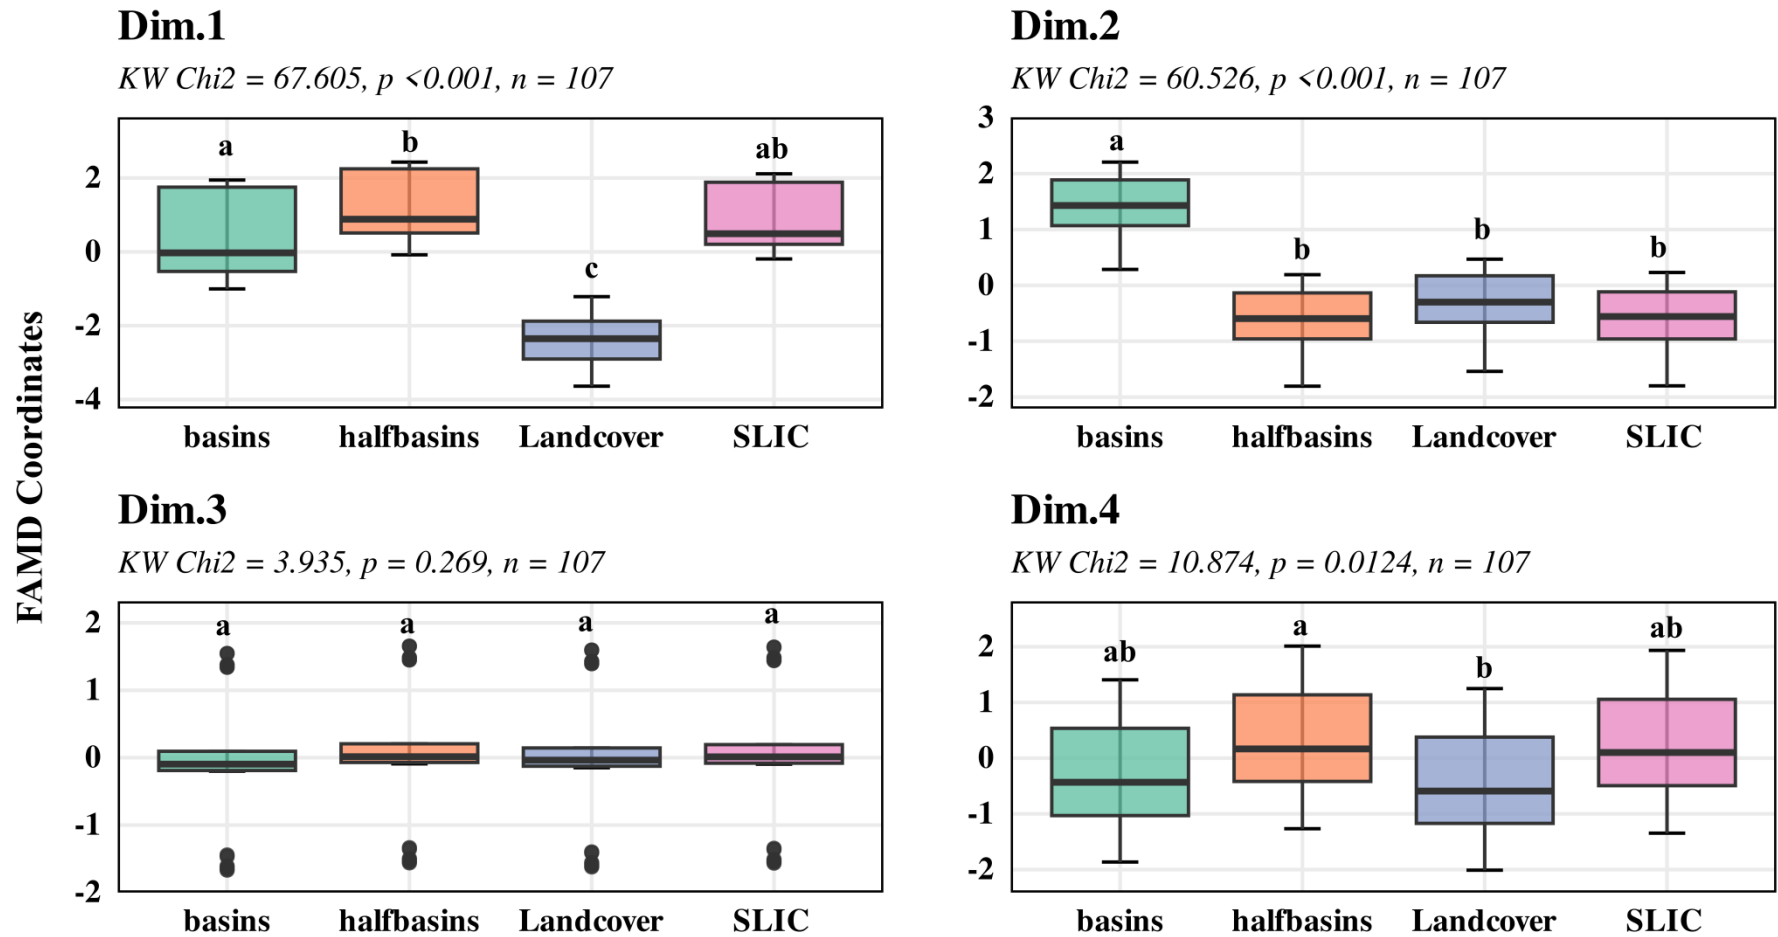 FAMD Coordinates
Dim.1
KW Chi2 = 67.605, p <0.001, n = 107
a
b
c
ab
2
0
-2
-4
basins
halfbasins
Landcover
SLIC
Dim.2
KW Chi2 = 60.526, p <0.001, n = 107
a
b
b
b
3
2
1
0
-1
-2
basins
halfbasins
Landcover
SLIC
Dim.3
KW Chi2 = 3.935, p = 0.269, n = 107
a
a
a
a
2
1
0
-1
-2
basins
halfbasins
Landcover
SLIC
Dim.4
KW Chi2 = 10.874, p = 0.0124, n = 107
ab
a
b
ab
2
1
0
-1
-2
basins
halfbasins
Landcover
SLIC